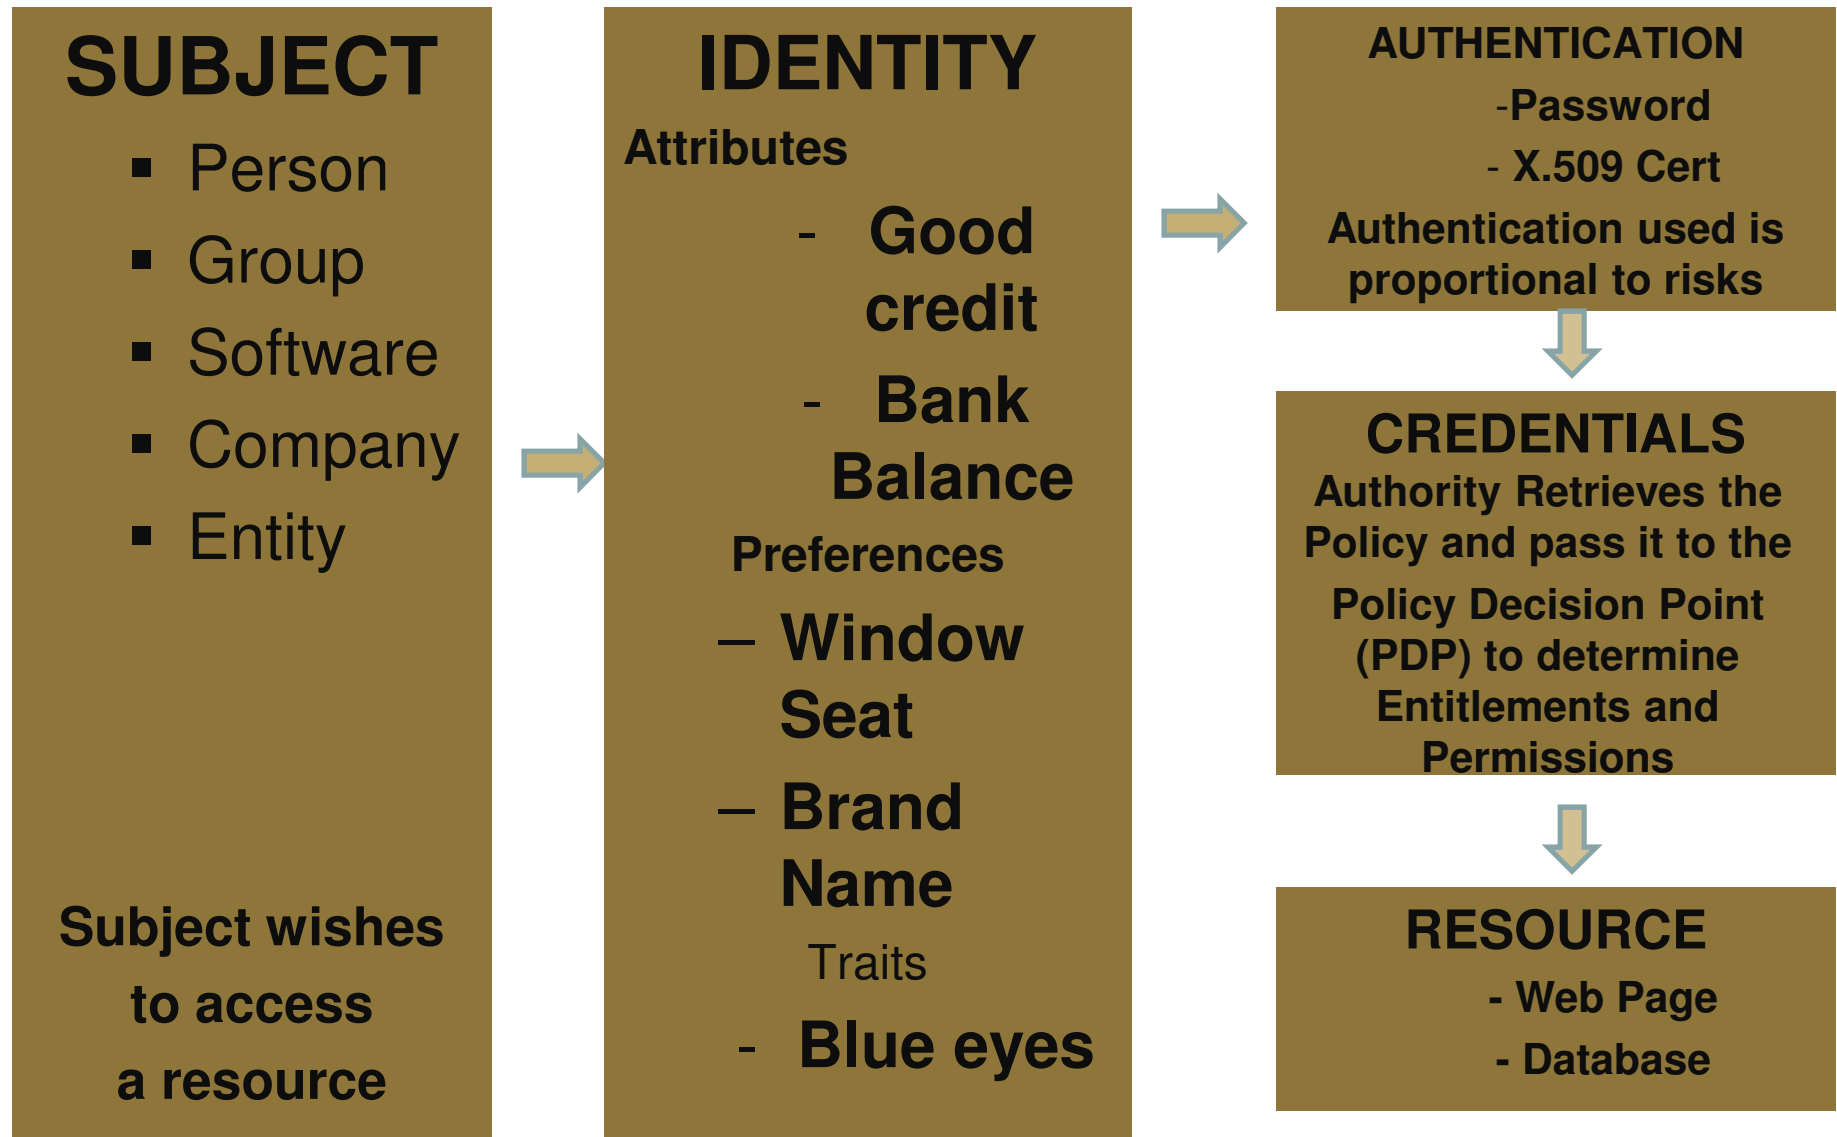 SUBJECT
▪ Person
▪ Group
▪ Software
▪ Company
▪ Entity
Subject wishes
to access
a resource
IDENTITY
Attributes
- Good
credit
- Bank
Balance
Preferences
– Window
Seat
– Brand
Name
Traits
- Blue eyes
AUTHENTICATION
-Password
- X.509 Cert
Authentication used is
proportional to risks
CREDENTIALS
Authority Retrieves the
Policy and pass it to the
Policy Decision Point
(PDP) to determine
Entitlements and
Permissions
RESOURCE
- Web Page
- Database